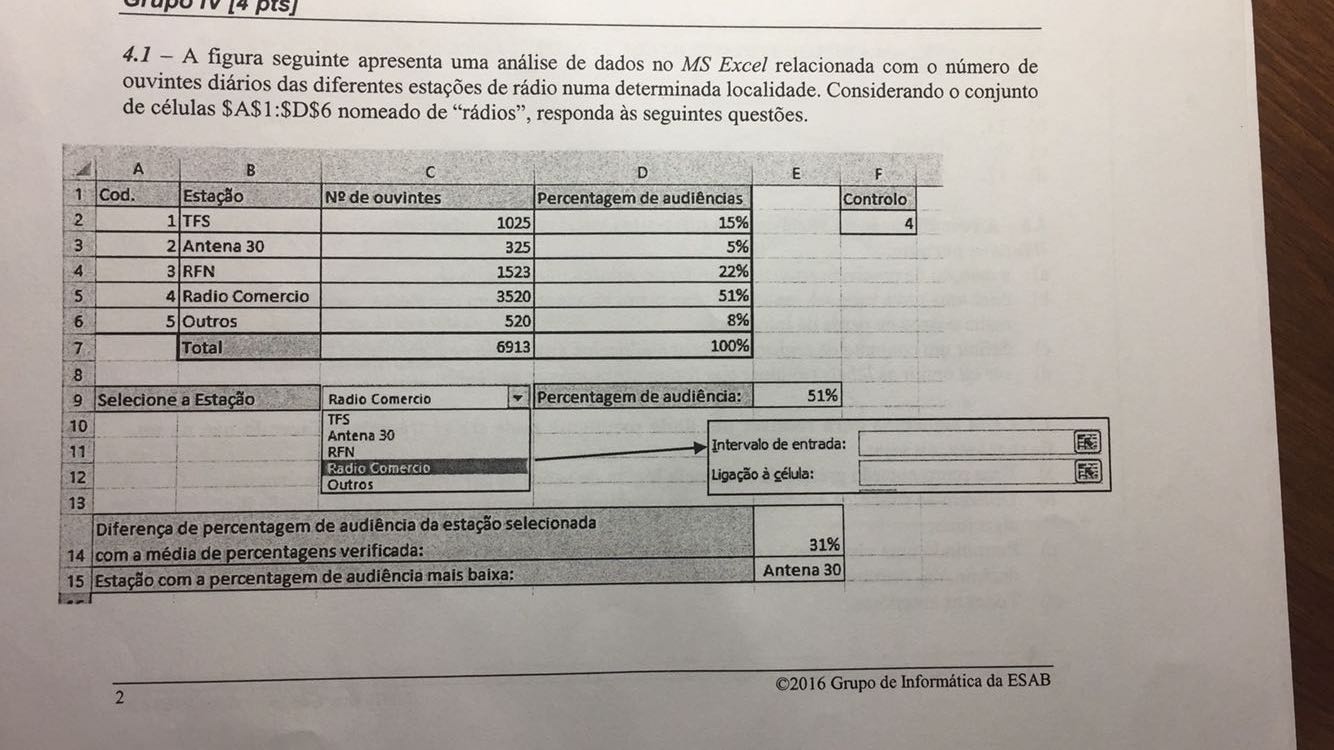 Grupo IV [4 pts]
4.1 – A figura seguinte apresenta uma análise de dados no MS Excel relacionada com o número de
ouvintes diários das diferentes estações de rádio numa determinada localidade. Considerando o conjunto
de células $A$1:$D$6 nomeado de “rádios”, responda às seguintes questões.
A B C D E F
1 Cod. Estação Nº de ouvintes Percentagem de audiências Controlo
2 1 TFS 1025 15% 4
3 2 Antena 30 325 5%
4 3 RFN 1523 22%
5 4 Radio Comercio 3520 51%
6 5 Outros 520 8%
7 Total 6913 100%
8
9 Selecione a Estação Radio Comercio Percentagem de audiência: 51%
10 TFS
Antena 30 Intervalo de entrada:
11 RFN
12 Radio Comercio Ligação à célula:
Outros
13
Diferença de percentagem de audiência da estação selecionada
14 com a média de percentagens verificada: 31%
15 Estação com a percentagem de audiência mais baixa: Antena 30
2 ©2016 Grupo de Informática da ESAB